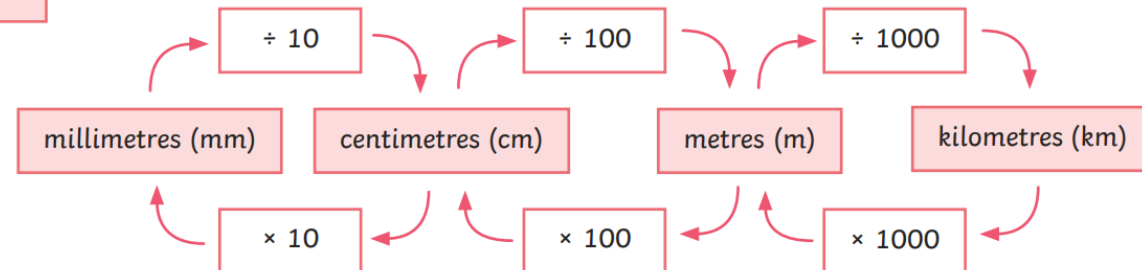 ÷ 10
÷ 100
÷ 1000
millimetres (mm)
centimetres (cm)
metres (m)
kilometres (km)
× 10
× 100
× 1000